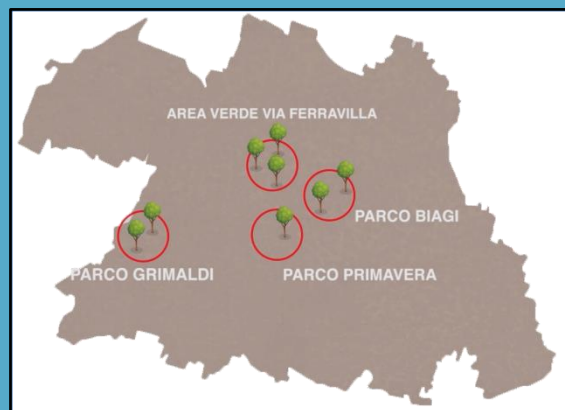 AREA VERDE VIA FERRAVILLA
PARCO BIAGI
PARCO GRIMALDI
PARCO PRIMAVERA